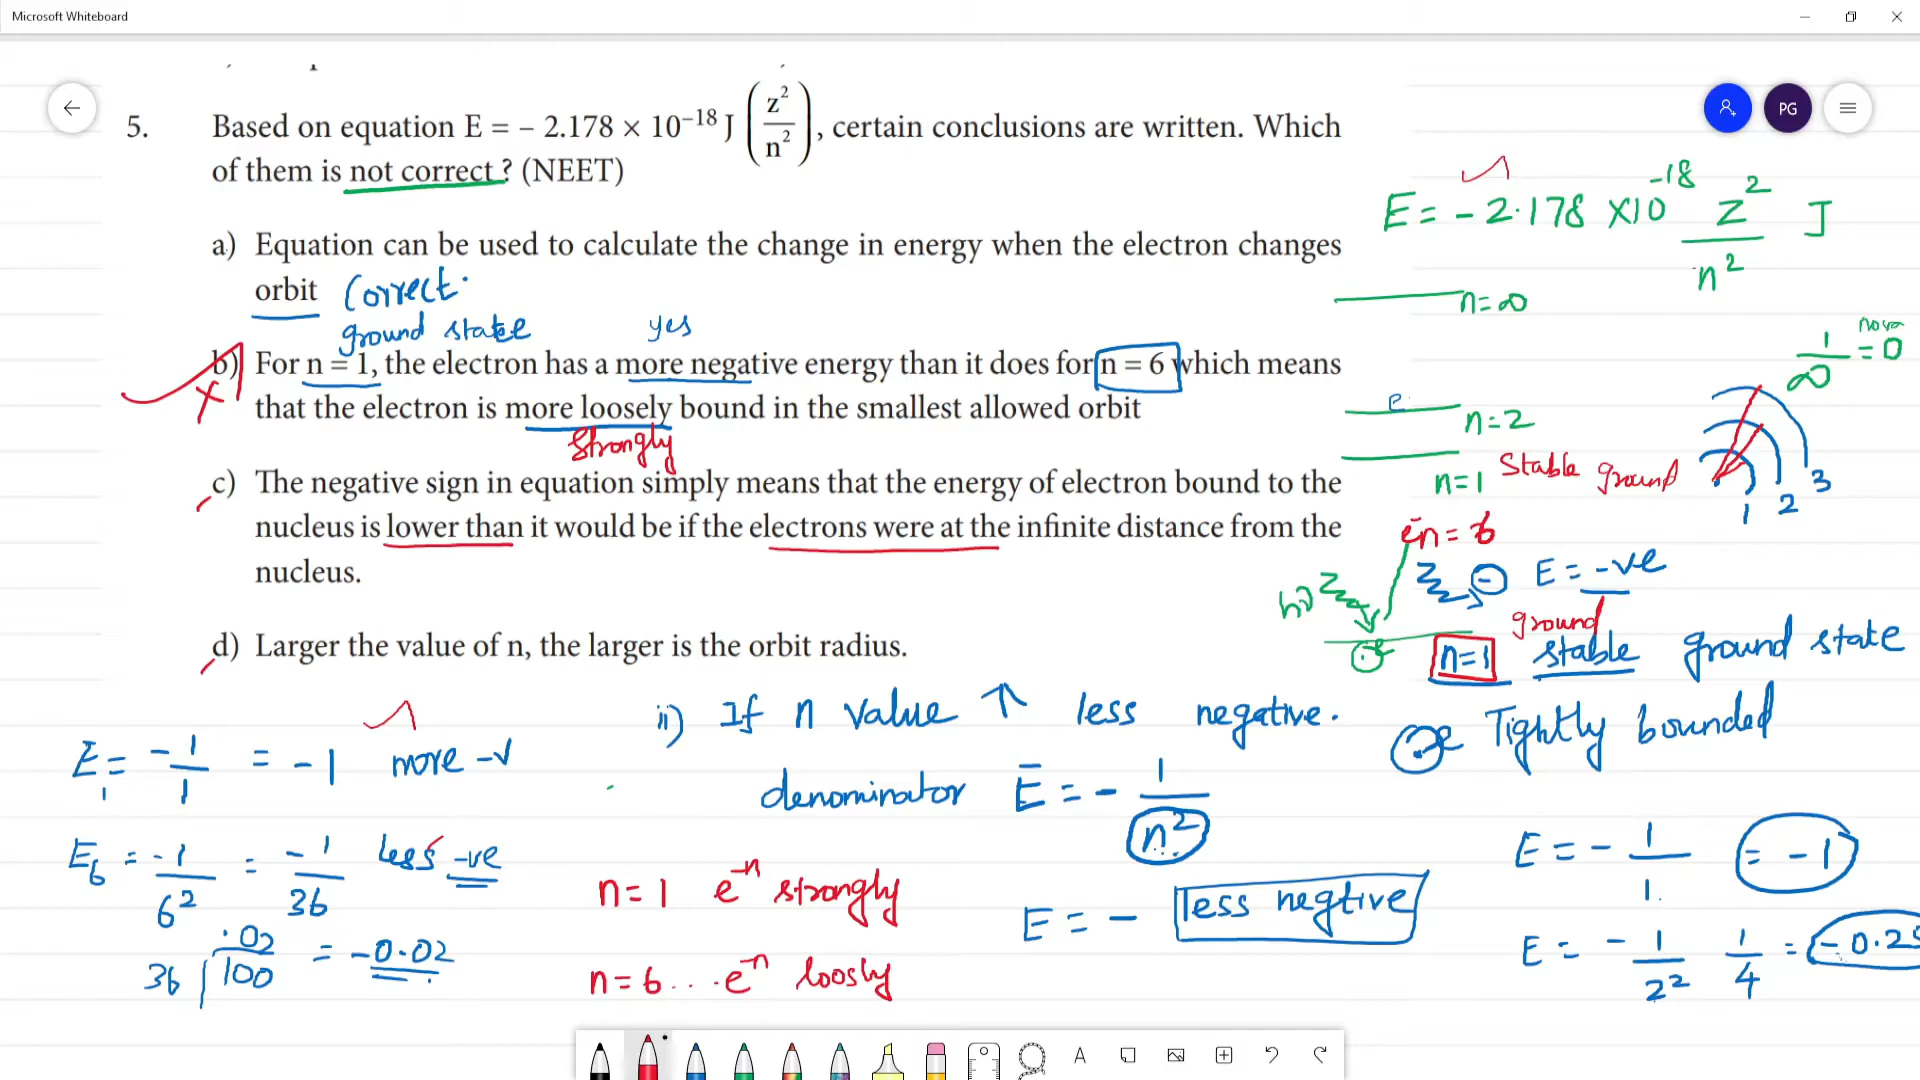 Microsoft Whiteboard
PG
5. Based on equation E = – 2.178 × 10⁻¹⁸ J (z²/n²), certain conclusions are written. Which
of them is not correct ? (NEET)
a) Equation can be used to calculate the change in energy when the electron changes
orbit Correct.
ground state yes
b) For n = 1, the electron has a more negative energy than it does for n = 6 which means
that the electron is more loosely bound in the smallest allowed orbit
Strongly
c) The negative sign in equation simply means that the energy of electron bound to the
nucleus is lower than it would be if the electrons were at the infinite distance from the
nucleus.
d) Larger the value of n, the larger is the orbit radius.
E = - 2.178 × 10⁻¹⁸ Z²/n² J
n = ∞
1/∞ = 0
e
n = 2
n = 1 Stable ground
1 2 3
n = 6
hν
E = -ve
ground
n=1 stable ground state
Tightly bounded
ii) If n value ↑ less negative.
denominator E = - 1/n²
E = - less negtive
E₁ = -1/1 = -1 more -v
E₆ = -1/6² = -1/36 less -ve
36 .02 100 = -0.02
n = 1 e⁻n strongly
n = 6 ... e⁻n loosly
E = - 1/1. = -1
E = - 1/2² 1/4 = -0.25
A